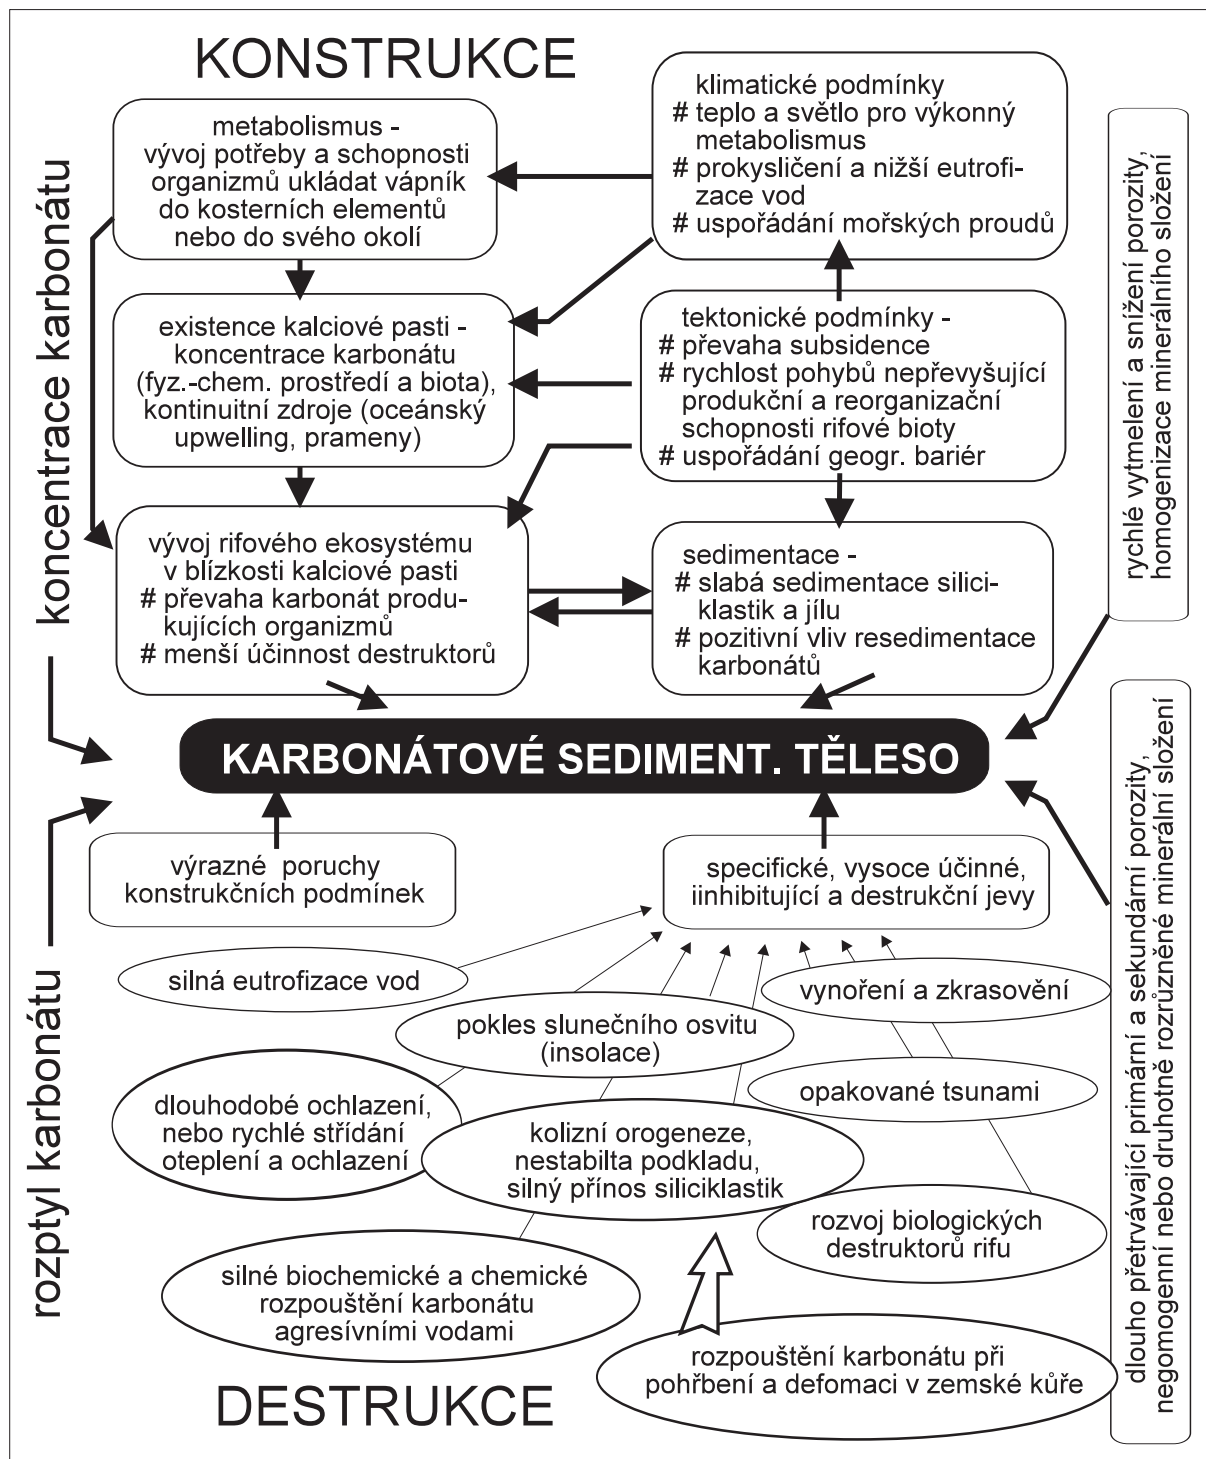 KONSTRUKCE
koncentrace karbonátu
metabolismus -
vývoj potřeby a schopnosti
organizmů ukládat vápník
do kosterních elementů
nebo do svého okolí
klimatické podmínky
# teplo a světlo pro výkonný
metabolismus
# prokysličení a nižší eutrofi-
zace vod
# uspořádání mořských proudů
existence kalciové pasti -
koncentrace karbonátu
(fyz.-chem. prostředí a biota),
kontinuitní zdroje (oceánský
upwelling, prameny)
tektonické podmínky -
# převaha subsidence
# rychlost pohybů nepřevyšující
produkční a reorganizační
schopnosti rifové bioty
# uspořádání geogr. bariér
vývoj rifového ekosystému
v blízkosti kalciové pasti
# převaha karbonát produ-
kujících organizmů
# menší účinnost destruktorů
sedimentace -
# slabá sedimentace silici-
klastik a jílu
# pozitivní vliv resedimentace
karbonátů
rychlé vytmelení a snížení porozity,
homogenizace minerálního složení
KARBONÁTOVÉ SEDIMENT. TĚLESO
rozptyl karbonátu
výrazné poruchy
konstrukčních podmínek
specifické, vysoce účinné,
iinhibitující a destrukční jevy
silná eutrofizace vod
vynoření a zkrasovění
pokles slunečního osvitu
(insolace)
opakované tsunami
dlouhodobé ochlazení,
nebo rychlé střídání
oteplení a ochlazení
kolizní orogeneze,
nestabilta podkladu,
silný přínos siliciklastik
rozvoj biologických
destruktorů rifu
silné biochemické a chemické
rozpouštění karbonátu
agresívními vodami
rozpouštění karbonátu při
pohřbení a defomaci v zemské kůře
dlouho přetrvávající primární a sekundární porozity,
negomogenní nebo druhotně rozrůzněné minerální složení
DESTRUKCE